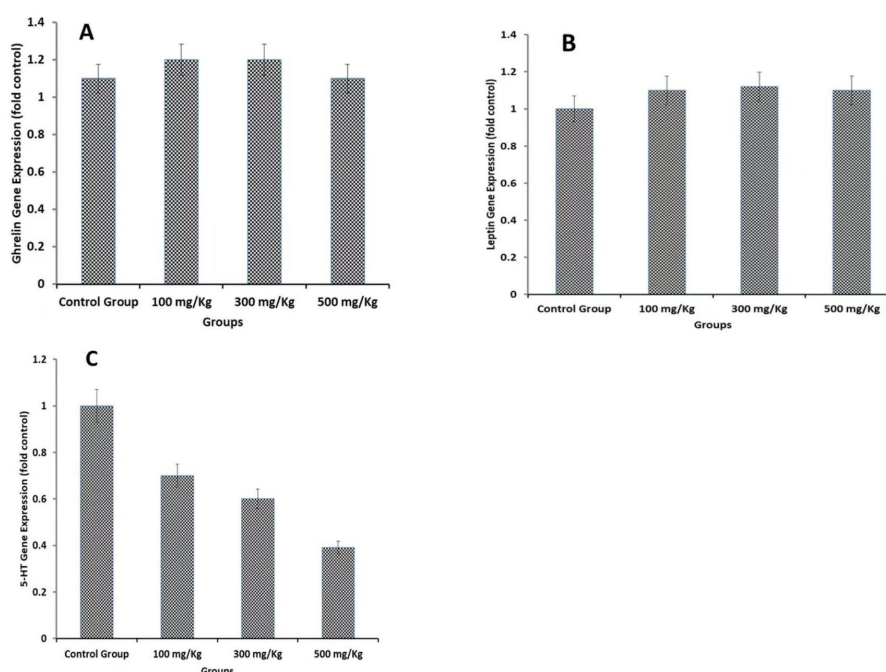 A
Ghrelin Gene Expression (fold control)
1.4
1.2
1
0.8
0.6
0.4
0.2
0
Control Group 100 mg/Kg 300 mg/Kg 500 mg/Kg
Groups
B
Leptin Gene Expression (fold control)
1.4
1.2
1
0.8
0.6
0.4
0.2
0
Control Group 100 mg/Kg 300 mg/Kg 500 mg/Kg
Groups
C
5-HT Gene Expression (fold control)
1.2
1
0.8
0.6
0.4
0.2
0
Control Group 100 mg/Kg 300 mg/Kg 500 mg/Kg
Groups